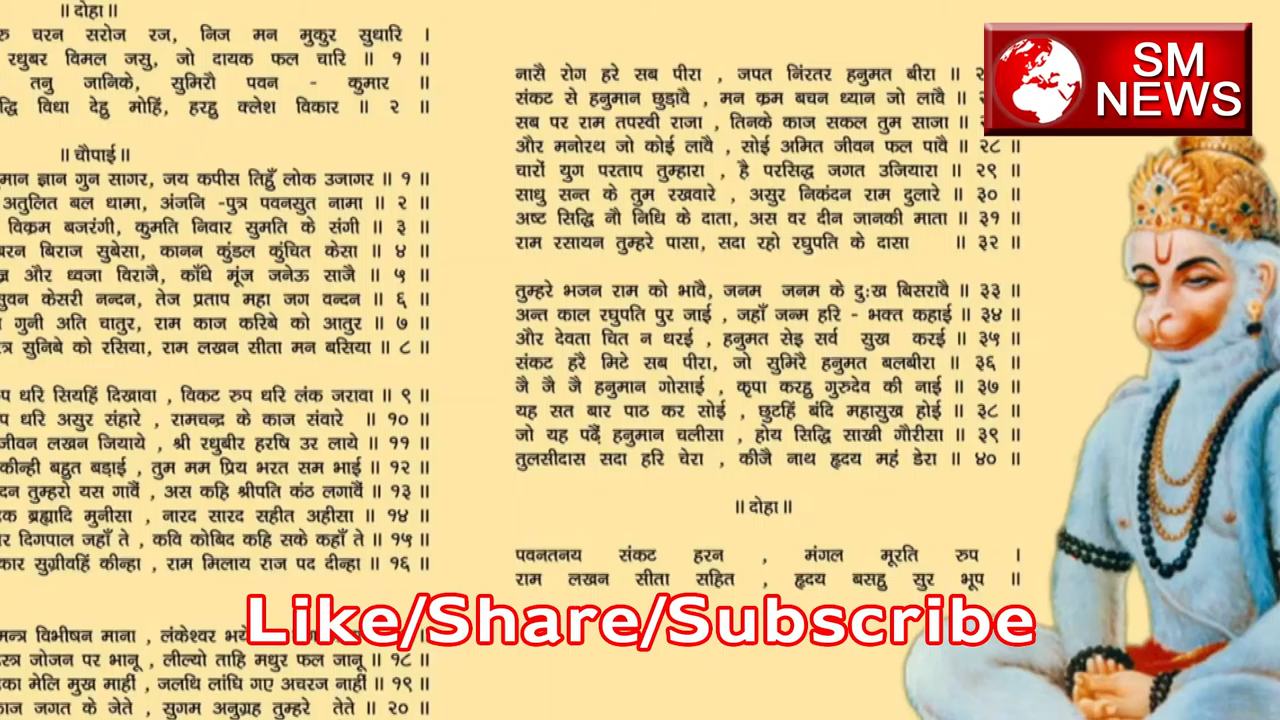 ॥ दोहा ॥
चरन सरोज रज, निज मन मुकुर सुधारि ।
रघुबर विमल जसु, जो दायक फल चारि ॥ १ ॥
तनु जानिके, सुमिरौ पवन - कुमार ॥
विधा देहु मोहिं, हरहु क्लेश विकार ॥ २ ॥
॥ चौपाई ॥
ज्ञान गुन सागर, जय कपीस तिहुँ लोक उजागर ॥ १ ॥
अतुलित बल धामा, अंजनि -पुत्र पवनसुत नामा ॥ २ ॥
विक्रम बजरंगी, कुमति निवार सुमति के संगी ॥ ३ ॥
बिराज सुबेसा, कानन कुंडल कुंचित केसा ॥ ४ ॥
और ध्वजा विराजै, काँधे मूंज जनेऊ साजै ॥ ५ ॥
सुवन केसरी नन्दन, तेज प्रताप महा जग वन्दन ॥ ६ ॥
गुनी अति चातुर, राम काज करिबे को आतुर ॥ ७ ॥
सुनिबे को रसिया, राम लखन सीता मन बसिया ॥ ८ ॥
धरि सियहिं दिखावा , विकट रुप धरि लंक जरावा ॥ ९ ॥
धरि असुर संहारे , रामचन्द्र के काज संवारे ॥ १० ॥
जीवन लखन जियाये , श्री रघुबीर हरषि उर लाये ॥ ११ ॥
कीन्ही बहुत बड़ाई , तुम मम प्रिय भरत सम भाई ॥ १२ ॥
तुम्हरो यस गावैं , अस कहि श्रीपति कंठ लगावैं ॥ १३ ॥
ब्रह्मादि मुनीसा , नारद सारद सहीत अहीसा ॥ १४ ॥
दिगपाल जहाँ ते , कवि कोबिद कहि सके कहाँ ते ॥ १५ ॥
सुग्रीवहिं कीन्हा , राम मिलाय राज पद दीन्हा ॥ १६ ॥
मन्त्र विभीषन माना , लंकेश्वर ॥
जोजन पर भानू , लील्यो ताहि मधुर फल जानू ॥ १८ ॥
मेलि मुख माहीं , जलधि लांघि गए अचरज नाहीं ॥ १९ ॥
जगत के जेते , सुगम अनुग्रह तुम्हरे तेते ॥ २० ॥
नासै रोग हरे सब पीरा , जपत निंरतर हनुमत बीरा ॥
संकट से हनुमान छुड़ावै , मन क्रम बचन ध्यान जो लावै ॥
सब पर राम तपस्वी राजा , तिनके काज सकल तुम साजा ॥
और मनोरथ जो कोई लावै , सोई अमित जीवन फल पावै ॥ २८ ॥
चारों युग परताप तुम्हारा , है परसिद्ध जगत उजियारा ॥ २९ ॥
साधु सन्त के तुम रखवारे , असुर निकंदन राम दुलारे ॥ ३० ॥
अष्ट सिद्धि नौ निधि के दाता, अस वर दीन जानकी माता ॥ ३१ ॥
राम रसायन तुम्हरे पासा, सदा रहो रघुपति के दासा ॥ ३२ ॥
तुम्हरे भजन राम को भावै, जनम जनम के दुःख बिसरावै ॥ ३३ ॥
अन्त काल रघुपति पुर जाई , जहाँ जन्म हरि - भक्त कहाई ॥ ३४ ॥
और देवता चित न धरई , हनुमत सेइ सर्व सुख करई ॥ ३५ ॥
संकट हरै मिटे सब पीरा, जो सुमिरै हनुमत बलबीरा ॥ ३६ ॥
जै जै जै हनुमान गोसाई , कृपा करहु गुरुदेव की नाई ॥ ३७ ॥
यह सत बार पाठ कर सोई , छुटहिं बंदि महासुख होई ॥ ३८ ॥
जो यह पढैं हनुमान चलीसा , होय सिद्धि साखी गौरीसा ॥ ३९ ॥
तुलसीदास सदा हरि चेरा , कीजै नाथ हृदय महं डेरा ॥ ४० ॥
॥ दोहा ॥
पवनतनय संकट हरन , मंगल मूरति रुप ।
राम लखन सीता सहित , हृदय बसहु सुर भूप ॥
SM
NEWS
Like/Share/Subscribe